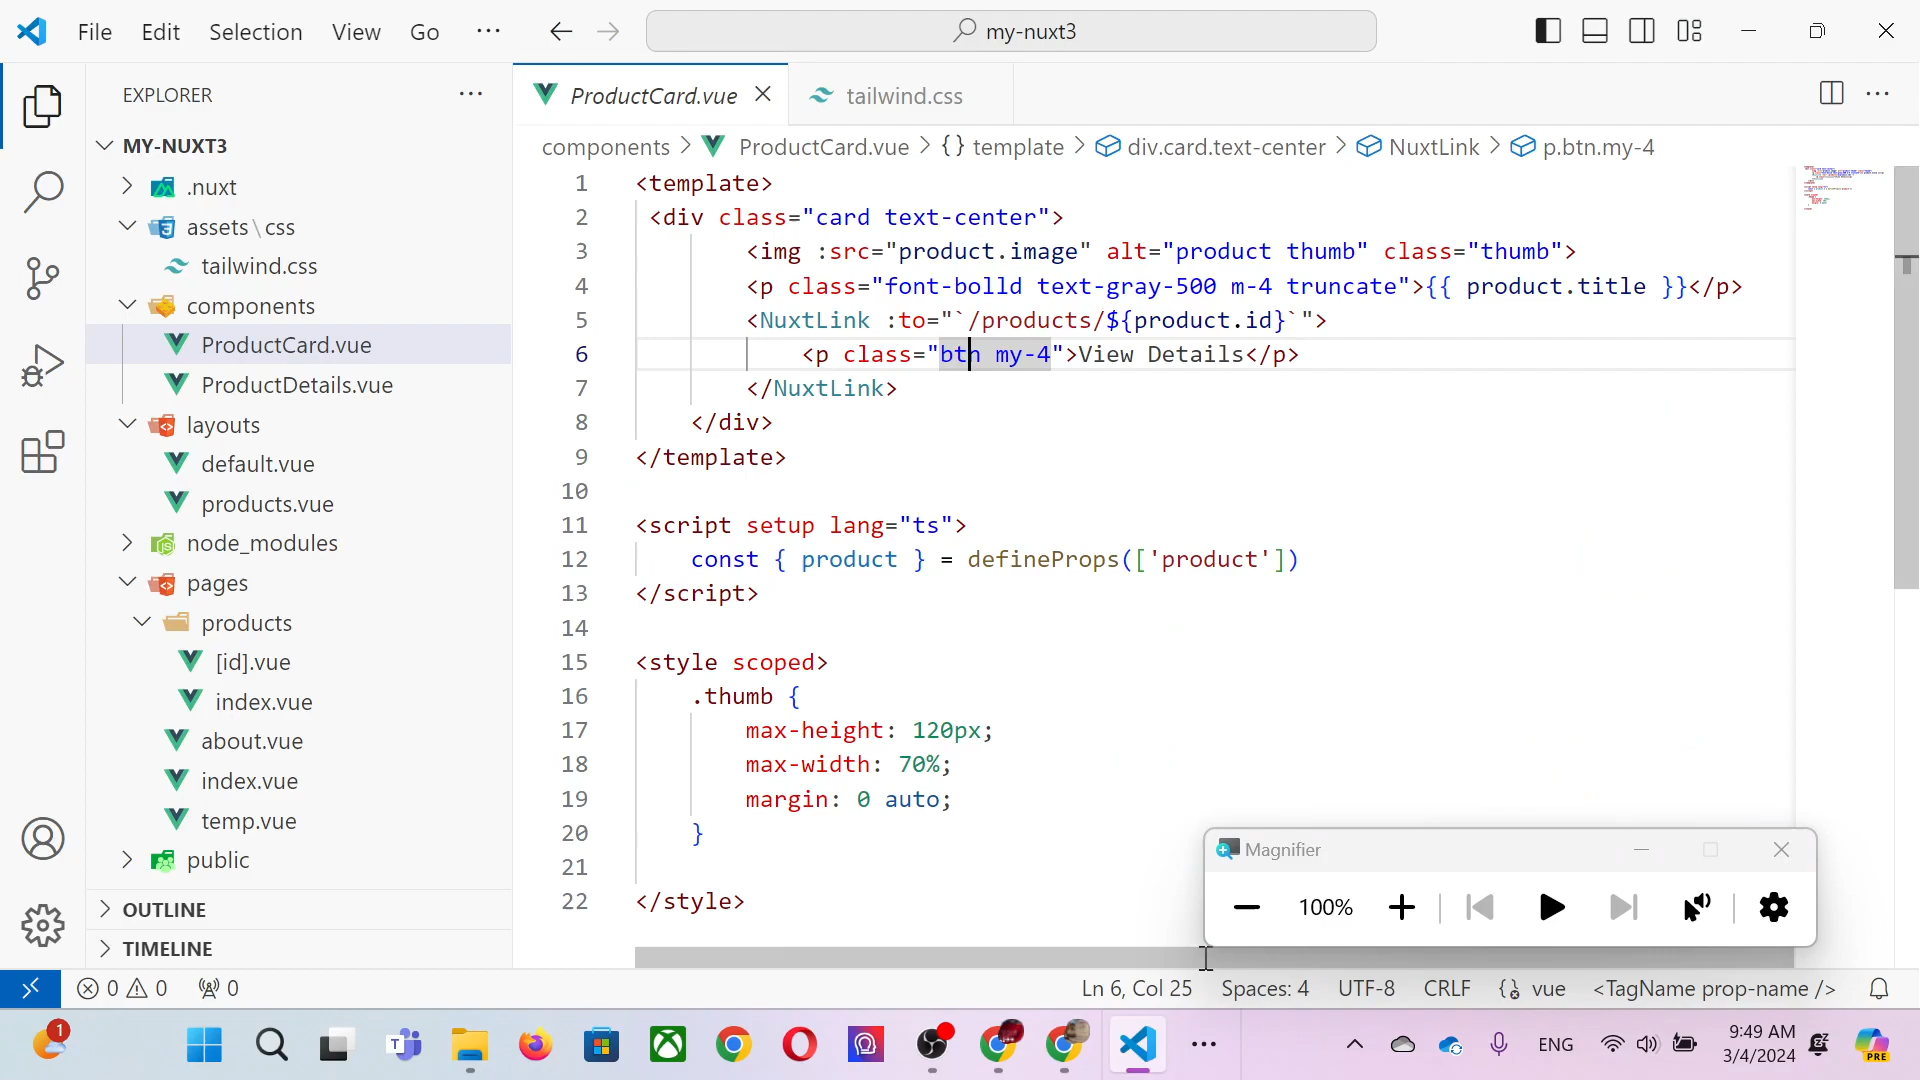 File Edit Selection View Go ··· my-nuxt3
EXPLORER ···
MY-NUXT3
.nuxt
assets\css
tailwind.css
components
ProductCard.vue
ProductDetails.vue
layouts
default.vue
products.vue
node_modules
pages
products
[id].vue
index.vue
about.vue
index.vue
temp.vue
public
OUTLINE
TIMELINE
ProductCard.vue tailwind.css
components > ProductCard.vue > {} template > div.card.text-center > NuxtLink > p.btn.my-4
1 <template>
2 <div class="card text-center">
3 <img :src="product.image" alt="product thumb" class="thumb">
4 <p class="font-bolld text-gray-500 m-4 truncate">{{ product.title }}</p>
5 <NuxtLink :to="`/products/${product.id}`">
6 <p class="btn my-4">View Details</p>
7 </NuxtLink>
8 </div>
9 </template>
10
11 <script setup lang="ts">
12 const { product } = defineProps(['product'])
13 </script>
14
15 <style scoped>
16 .thumb {
17 max-height: 120px;
18 max-width: 70%;
19 margin: 0 auto;
20 }
21
22 </style>
Magnifier
100%
0 0 0 Ln 6, Col 25 Spaces: 4 UTF-8 CRLF vue <TagName prop-name />
1 ··· ENG 9:49 AM
3/4/2024
PRE